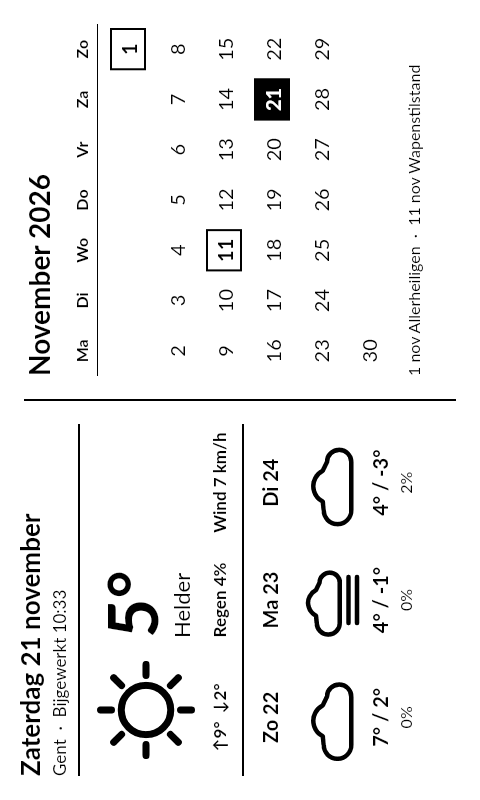 Zaterdag 21 november
Gent · Bijgewerkt 10:33
5°
Helder
↑9° ↓2° Regen 4% Wind 7 km/h
Zo 22 Ma 23 Di 24
7° / 2° 4° / -1° 4° / -3°
0% 0% 2%
November 2026
Ma Di Wo Do Vr Za Zo
1
2 3 4 5 6 7 8
9 10 11 12 13 14 15
16 17 18 19 20 21 22
23 24 25 26 27 28 29
30
1 nov Allerheiligen · 11 nov Wapenstilstand